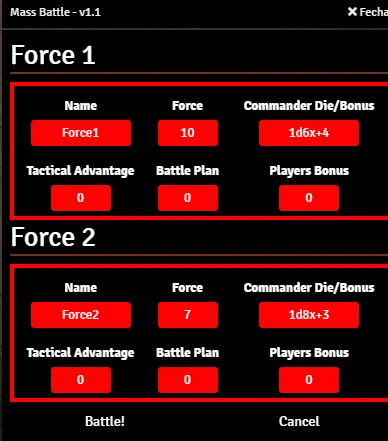 Mass Battle - v1.1 ✕ Fecha
Force 1
Name Force Commander Die/Bonus
Force1 10 1d6x+4
Tactical Advantage Battle Plan Players Bonus
0 0 0
Force 2
Name Force Commander Die/Bonus
Force2 7 1d8x+3
Tactical Advantage Battle Plan Players Bonus
0 0 0
Battle! Cancel